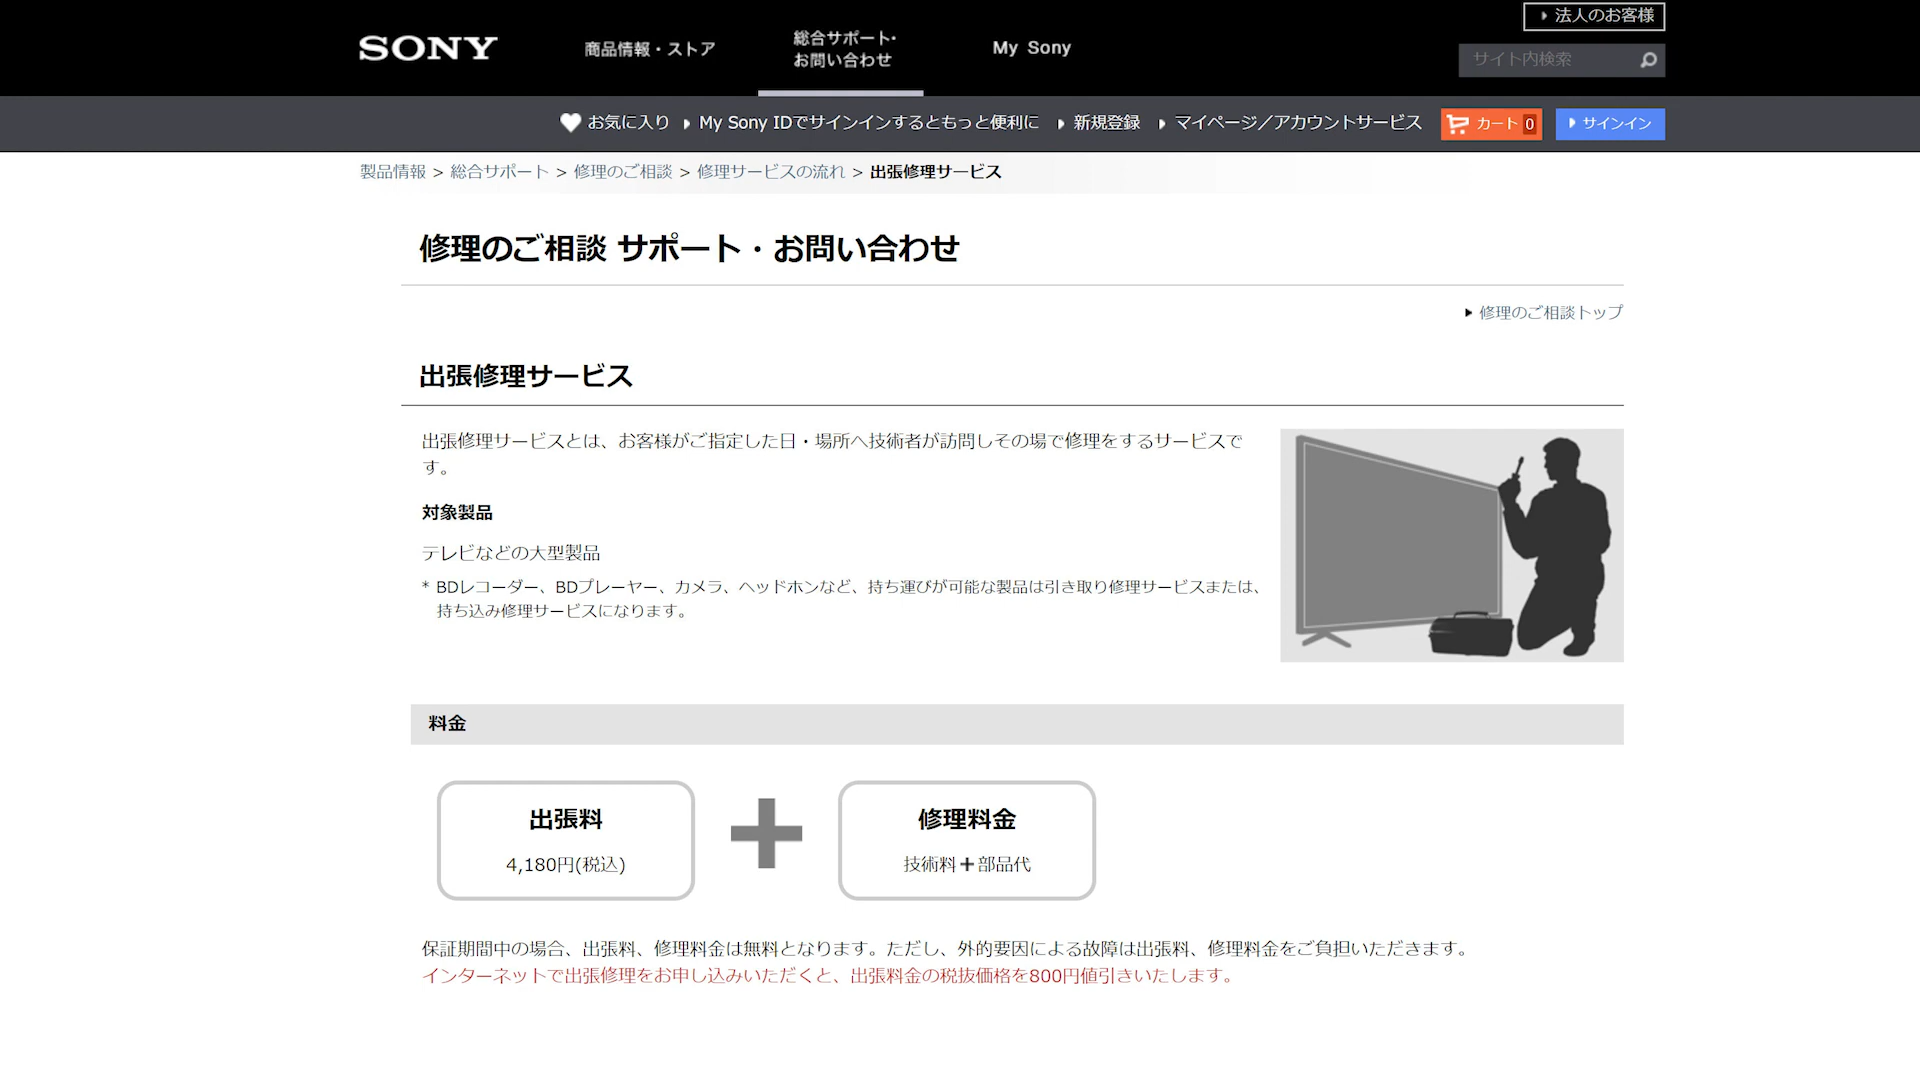 SONY
商品情報・ストア
総合サポート・
お問い合わせ
My Sony
法人のお客様
サイト内検索
お気に入り
My Sony IDでサインインするともっと便利に
新規登録
マイページ／アカウントサービス
カート 0
サインイン
製品情報 > 総合サポート > 修理のご相談 > 修理サービスの流れ > 出張修理サービス
修理のご相談 サポート・お問い合わせ
修理のご相談トップ
出張修理サービス
出張修理サービスとは、お客様がご指定した日・場所へ技術者が訪問しその場で修理をするサービスで
す。
対象製品
テレビなどの大型製品
* BDレコーダー、BDプレーヤー、カメラ、ヘッドホンなど、持ち運びが可能な製品は引き取り修理サービスまたは、
持ち込み修理サービスになります。
料金
出張料
4,180円(税込)
修理料金
技術料＋部品代
保証期間中の場合、出張料、修理料金は無料となります。ただし、外的要因による故障は出張料、修理料金をご負担いただきます。
インターネットで出張修理をお申し込みいただくと、出張料金の税抜価格を800円値引きいたします。